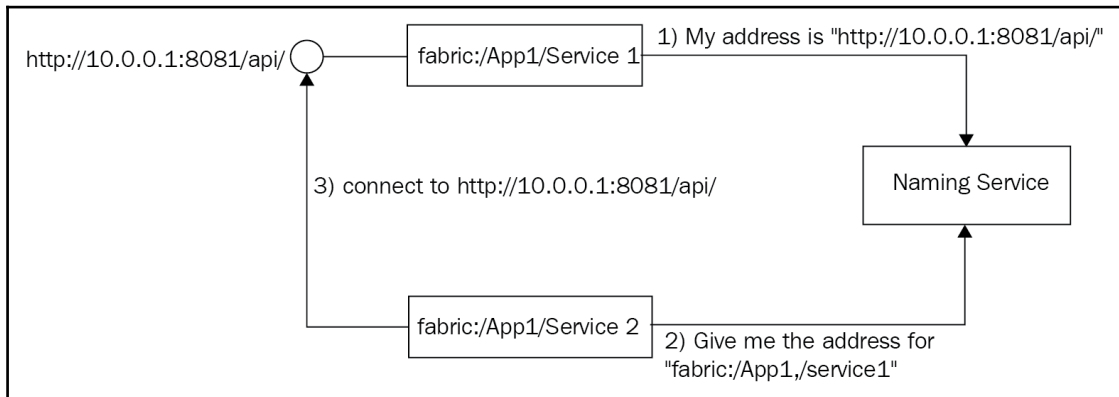 1) My address is "http://10.0.0.1:8081/api/"
http://10.0.0.1:8081/api/
fabric:/App1/Service 1
3) connect to http://10.0.0.1:8081/api/
Naming Service
fabric:/App1/Service 2
2) Give me the address for
"fabric:/App1,/service1"